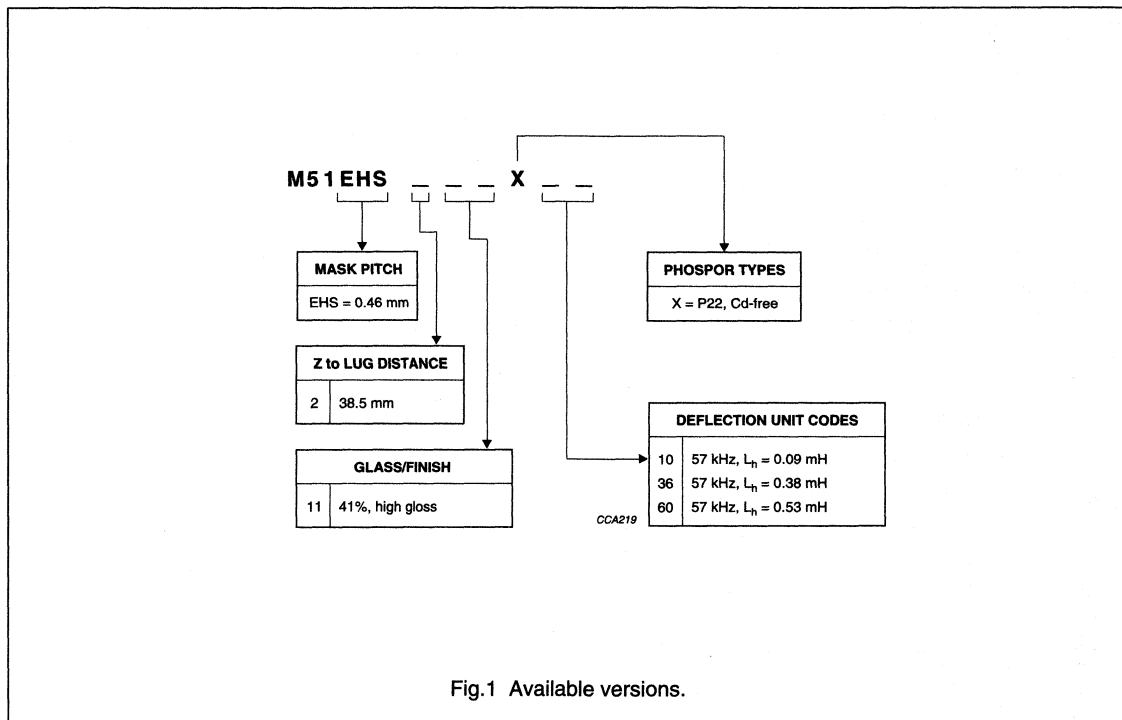 M51EHS _ _ _ X _ _
MASK PITCH
EHS = 0.46 mm
Z to LUG DISTANCE
2 38.5 mm
GLASS/FINISH
11 41%, high gloss
PHOSPOR TYPES
X = P22, Cd-free
DEFLECTION UNIT CODES
10 57 kHz, Lh = 0.09 mH
36 57 kHz, Lh = 0.38 mH
60 57 kHz, Lh = 0.53 mH
CCA219
Fig.1 Available versions.